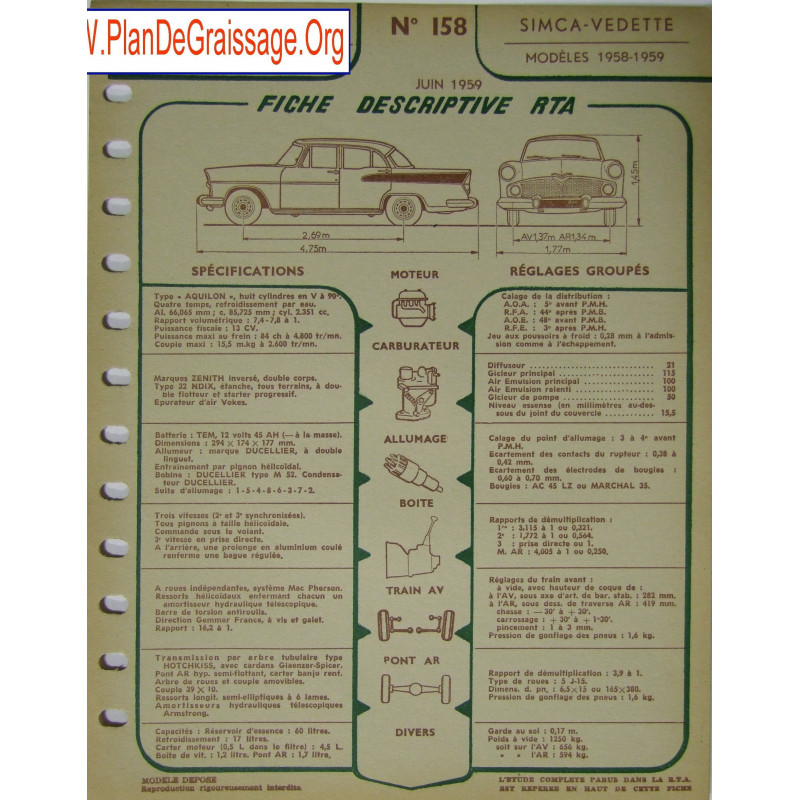 W.PlanDeGraissage.Org
N° 158
SIMCA-VEDETTE
MODÈLES 1958-1959
JUIN 1959
FICHE DESCRIPTIVE RTA
1,45m
2,69m
4,75m
AV1,37m AR1,34m
1,77m
SPÉCIFICATIONS
MOTEUR
RÉGLAGES GROUPÉS
Type « AQUILON », huit cylindres en V à 90°.
Quatre temps, refroidissement par eau.
Al. 66,065 mm ; c. 85,725 mm ; cyl. 2.351 cc,
Rapport volumétrique : 7,4-7,8 à 1.
Puissance fiscale : 13 CV.
Puissance maxi au frein : 84 ch à 4.800 tr/mn.
Couple maxi : 15,5 m.kg à 2.600 tr/mn.
Calage de la distribution :
A.O.A. : 5° avant P.M.H.
R.F.A. : 44° après P.M.B.
A.O.E. : 48° avant P.M.B.
R.F.E. : 3° après P.M.H.
Jeu aux poussoirs à froid : 0,28 mm à l'admis-
sion comme à l'échappement.
CARBURATEUR
Marques ZENITH inversé, double corps.
Type 32 NDIX, étanche, tous terrains, à dou-
ble flotteur et starter progressif.
Epurateur d'air Vokes.
Diffuseur ........ 21
Gicleur principal ........ 115
Air Emulsion principal ........ 100
Air Emulsion ralenti ........ 100
Gicleur de pompe ........ 50
Niveau essence (en millimètres au-des-
sous du joint du couvercle ........ 15,5
ALLUMAGE
Batterie : TEM, 12 volts 45 AH (— à la masse).
Dimensions : 294 × 174 × 177 mm.
Allumeur : marque DUCELLIER, à double
linguet.
Entraînement par pignon hélicoïdal.
Bobine : DUCELLIER type M 52. Condensa-
teur DUCELLIER.
Suite d'allumage : 1-5-4-8-6-3-7-2.
Calage du point d'allumage : 3 à 4° avant
P.M.H.
Ecartement des contacts du rupteur : 0,38 à
0,42 mm.
Ecartement des électrodes de bougies :
0,60 à 0,70 mm.
Bougies : AC 45 LZ ou MARCHAL 35.
BOITE
Trois vitesses (2e et 3e synchronisées).
Tous pignons à taille hélicoïdale.
Commande sous le volant.
3e vitesse en prise directe.
A l'arrière, une prolonge en aluminium coulé
renferme une bague régulée.
Rapports de démultiplication :
1re : 3,115 à 1 ou 0,321.
2e : 1,772 à 1 ou 0,564.
3 : prise directe ou 1.
M. AR : 4,005 à 1 ou 0,250.
TRAIN AV
A roues indépendantes, système Mac Pherson.
Ressorts hélicoïdaux enfermant chacun un
amortisseur hydraulique télescopique.
Barre de torsion antiroulis.
Direction Gemmer France, à vis et galet.
Rapport : 16,2 à 1.
Réglages du train avant :
à vide, avec hauteur de coque de :
à l'AV, sous axe d'art. de bar. stab. : 282 mm.
à l'AR, sous dess. de traverse AR : 419 mm.
chasse : — 30' à + 30'.
carrossage : + 30' à + 1°30'.
pincement : 1 à 3 mm.
Pression de gonflage des pneus : 1,6 kg.
PONT AR
Transmission par arbre tubulaire type
HOTCHKISS, avec cardans Glaenzer-Spicer.
Pont AR hyp. semi-flottant, carter banjo renf.
Arbre de roues et couple amovibles.
Couple 39 × 10.
Ressorts longit. semi-elliptiques à 6 lames.
Amortisseurs hydrauliques télescopiques
Armstrong.
Rapport de démultiplication : 3,9 à 1.
Type de roues : 5 J-15.
Dimens. d. pn. : 6,5×15 ou 165×380.
Pression de gonflage des pneus : 1,6 kg.
DIVERS
Capacités : Réservoir d'essence : 60 litres.
Refroidissement : 17 litres.
Carter moteur (0,5 L dans le filtre) : 4,5 L.
Boîte de vit. : 1,2 litre. Pont AR : 1,7 litre.
Garde au sol : 0,17 m.
Poids à vide : 1250 kg.
soit sur l'AV : 656 kg
» » l'AR : 594 kg.
MODELE DEPOSE
Reproduction rigoureusement interdite.
L'ETUDE COMPLETE PARUE DANS LA R.T.A.
EST REPEREE EN HAUT DE CETTE FICHE